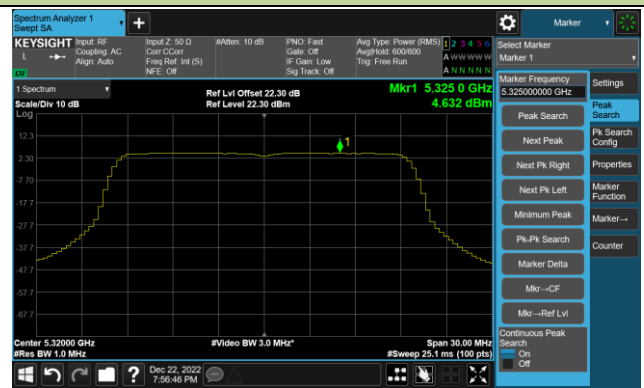 Spectrum Analyzer 1
Swept SA
Marker
KEYSIGHT
L
Input: RF
Coupling: AC
Align: Auto
Input Z: 50 Ω
Corr CCorr
Freq Ref: Int (S)
NFE: Off
#Atten: 10 dB
PNO: Fast
Gate: Off
IF Gain: Low
Sig Track: Off
Avg Type: Power (RMS)
Avg|Hold: 600/600
Trig: Free Run
1 2 3 4 5 6
A W W W W W
A N N N N N
Select Marker
Marker 1
1 Spectrum
Scale/Div 10 dB
Log
Ref Lvl Offset 22.30 dB
Ref Level 22.30 dBm
Mkr1 5.325 0 GHz
4.632 dBm
12.3
2.30
-7.70
-17.7
-27.7
-37.7
-47.7
-57.7
-67.7
1
Center 5.32000 GHz
#Res BW 1.0 MHz
#Video BW 3.0 MHz*
Span 30.00 MHz
#Sweep 25.1 ms (100 pts)
Marker Frequency
5.325000000 GHz
Peak Search
Next Peak
Next Pk Right
Next Pk Left
Minimum Peak
Pk-Pk Search
Marker Delta
Mkr→CF
Mkr→Ref Lvl
Continuous Peak
Search
On
Off
Settings
Peak
Search
Pk Search
Config
Properties
Marker
Function
Marker→
Counter
?
Dec 22, 2022
7:56:46 PM